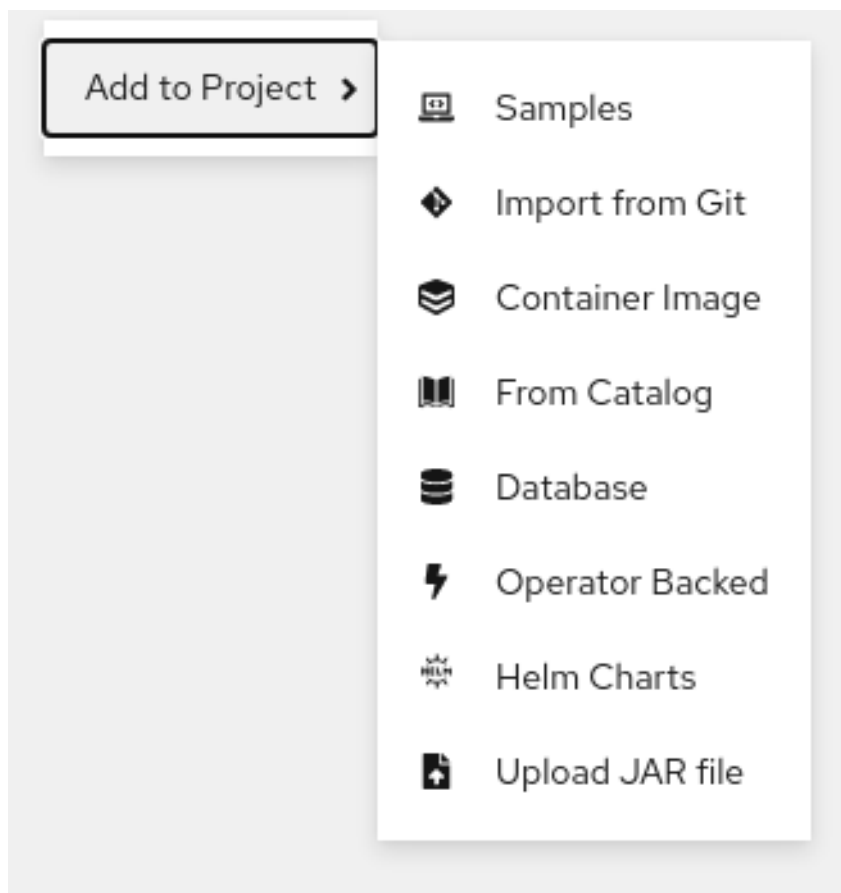 Add to Project
Samples
Import from Git
Container Image
From Catalog
Database
Operator Backed
HELM
Helm Charts
Upload JAR file